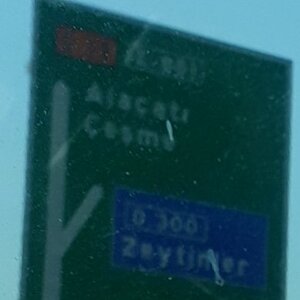 Alaçatı
Çeşme
D 300
Zeytinler